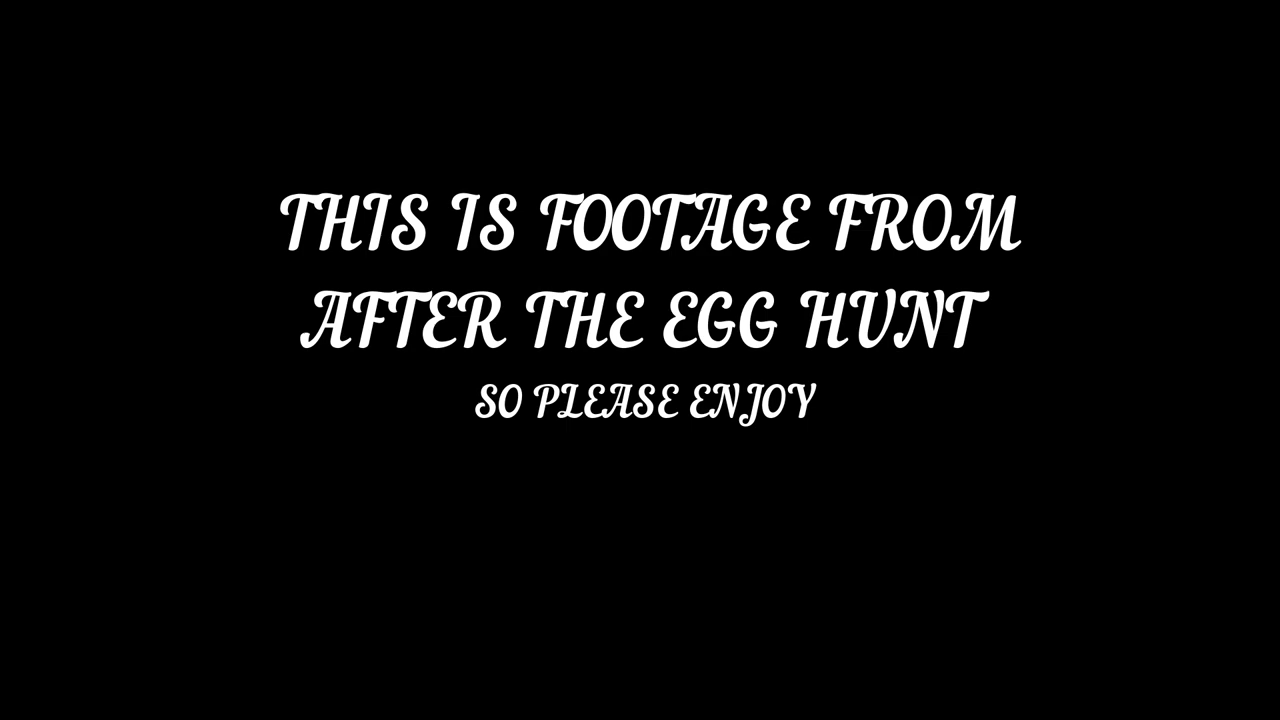 THIS IS FOOTAGE FROM
AFTER THE EGG HUNT
SO PLEASE ENJOY